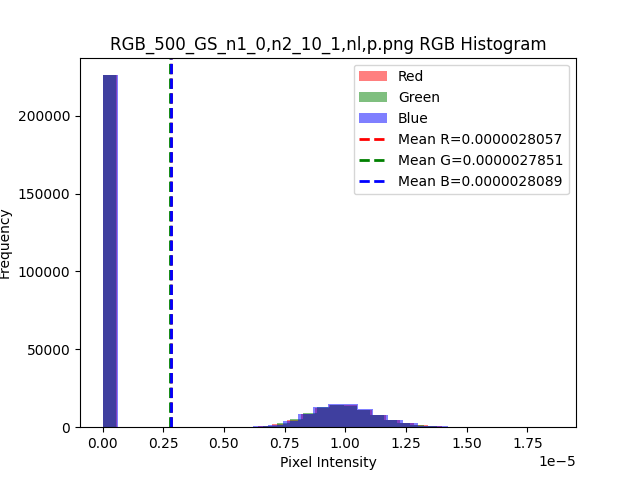 RGB_500_GS_n1_0,n2_10_1,nl,p.png RGB Histogram
Red
Green
Blue
Mean R=0.0000028057
Mean G=0.0000027851
Mean B=0.0000028089
200000
150000
100000
50000
0
Frequency
0.00
0.25
0.50
0.75
1.00
1.25
1.50
1.75
1e−5
Pixel Intensity